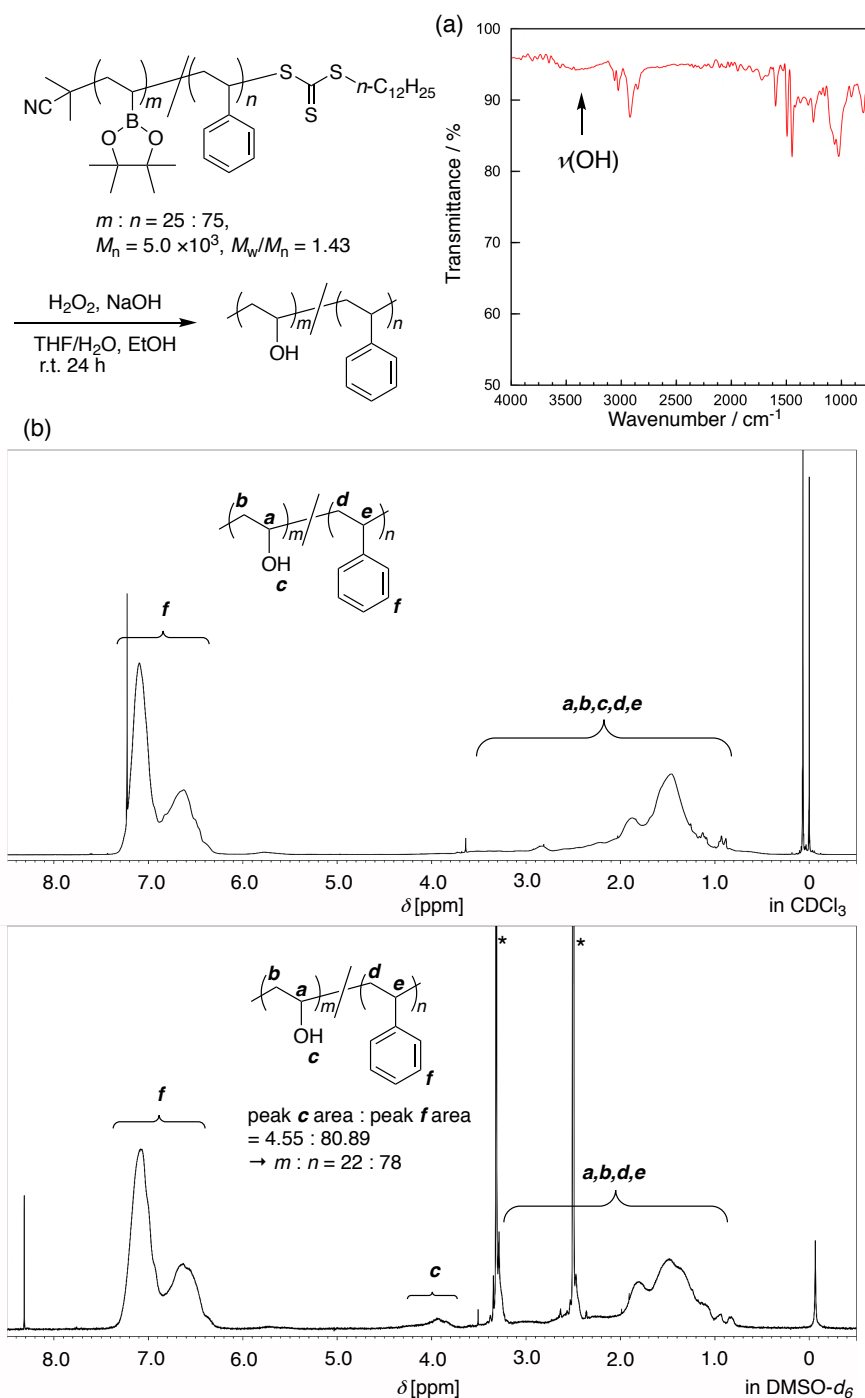 (a)
NC
m
n
S
S
S
n-C₁₂H₂₅
B
O
O
m : n = 25 : 75,
Mₙ = 5.0 ×10³, M_w/Mₙ = 1.43
H₂O₂, NaOH
THF/H₂O, EtOH
r.t. 24 h
OH
m
n
Transmittance / %
100
90
80
70
60
50
ν(OH)
4000 3500 3000 2500 2000 1500 1000
Wavenumber / cm⁻¹
(b)
b
a
d
e
m
n
OH
c
f
f
a,b,c,d,e
8.0 7.0 6.0 5.0 4.0 3.0 2.0 1.0 0
δ [ppm]
in CDCl₃
b
a
d
e
m
n
OH
c
f
*
*
f
peak c area : peak f area
= 4.55 : 80.89
→ m : n = 22 : 78
a,b,d,e
c
8.0 7.0 6.0 5.0 4.0 3.0 2.0 1.0 0
δ [ppm]
in DMSO-d₆